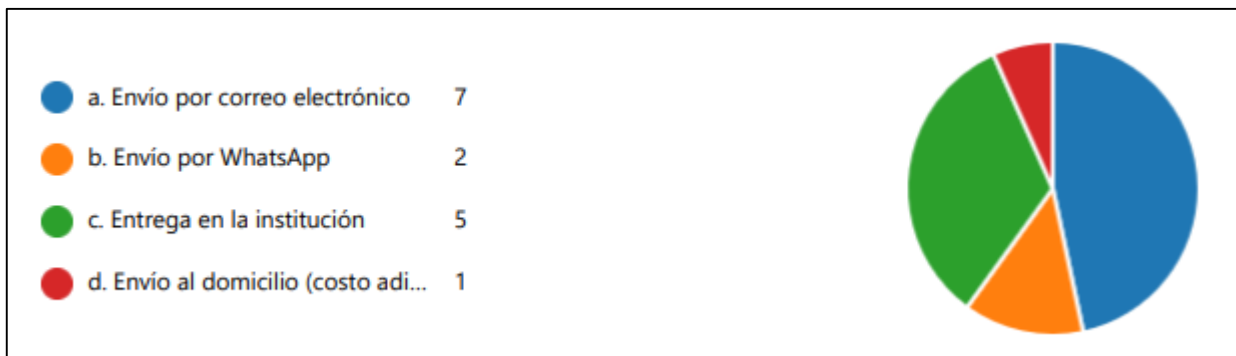 a. Envío por correo electrónico 7
b. Envío por WhatsApp 2
c. Entrega en la institución 5
d. Envío al domicilio (costo adi... 1